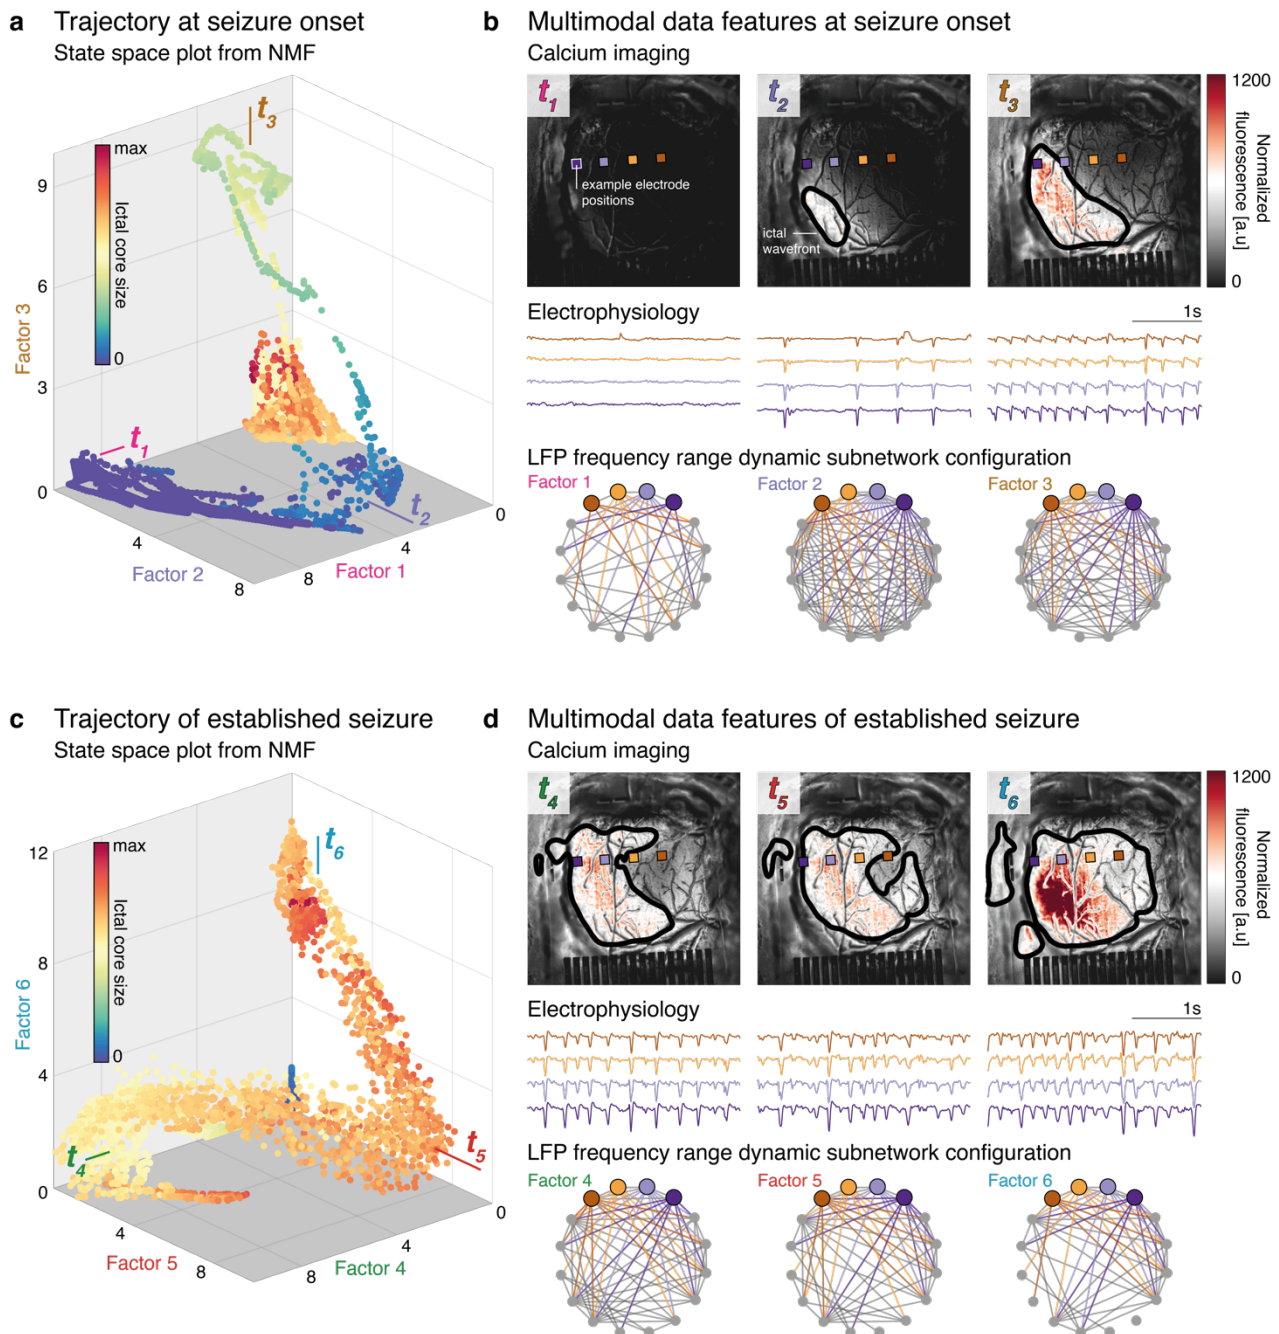 a Trajectory at seizure onset
State space plot from NMF
t3
max
Ictal core size
0
9
6
3
0
Factor 3
t1
t2
4
8
Factor 2
0
4
8
Factor 1
b Multimodal data features at seizure onset
Calcium imaging
t1
example electrode
positions
t2
ictal
wavefront
t3
1200
Normalized
fluorescence [a.u]
0
Electrophysiology
1s
LFP frequency range dynamic subnetwork configuration
Factor 1
Factor 2
Factor 3
c Trajectory of established seizure
State space plot from NMF
t6
max
Ictal core size
0
12
8
4
0
Factor 6
t4
t5
4
8
Factor 5
0
4
8
Factor 4
d Multimodal data features of established seizure
Calcium imaging
t4
t5
t6
1200
Normalized
fluorescence [a.u]
0
Electrophysiology
1s
LFP frequency range dynamic subnetwork configuration
Factor 4
Factor 5
Factor 6